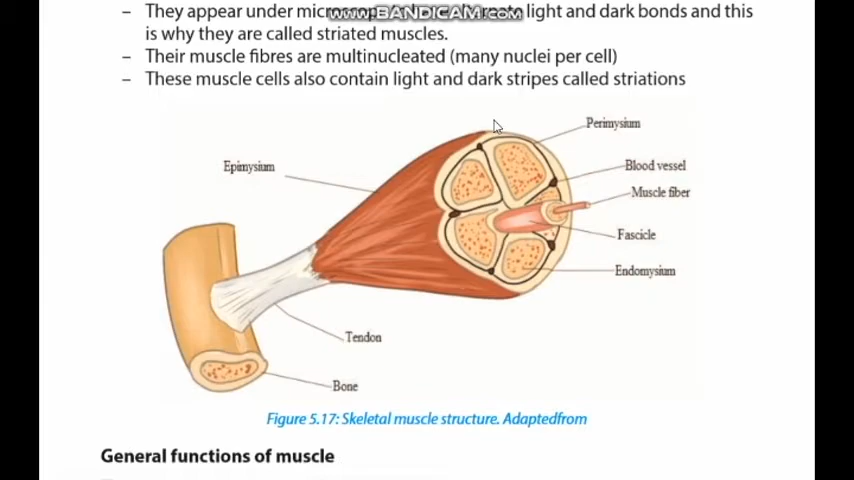 – They appear under light and dark bonds and this
www.BANDICAM.com
is why they are called striated muscles.
– Their muscle fibres are multinucleated (many nuclei per cell)
– These muscle cells also contain light and dark stripes called striations
Perimysium
Epimysium
Blood vessel
Muscle fiber
Fascicle
Endomysium
Tendon
Bone
Figure 5.17: Skeletal muscle structure. Adaptedfrom
General functions of muscle